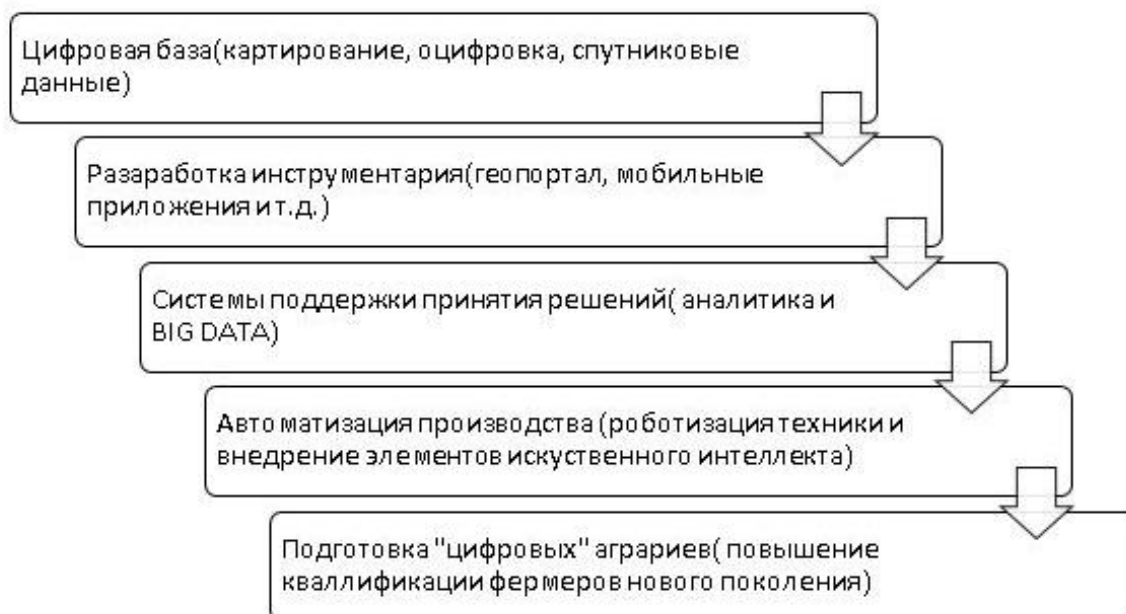 Цифровая база(картирование, оцифровка, спутниковые
данные)
Разаработка инструментария(геопортал, мобильные
приложения и т.д.)
Системы поддержки принятия решений( аналитика и
BIG DATA)
Автоматизация производства (роботизация техники и
внедрение элементов искуственного интеллекта)
Подготовка "цифровых" аграриев( повышение
кваллификации фермеров нового поколения)